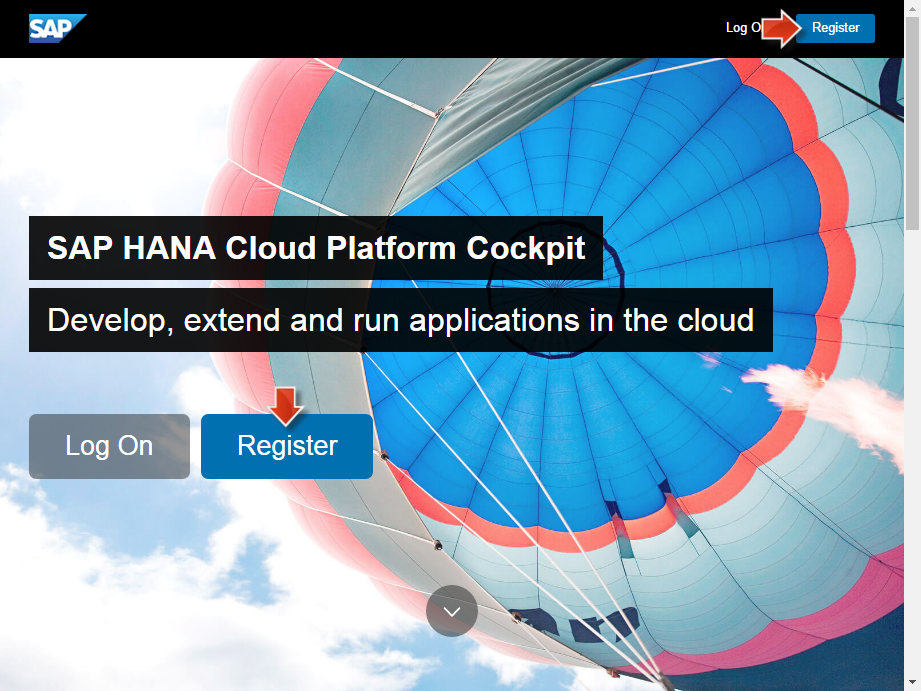 SAP
Log O
Register
SAP HANA Cloud Platform Cockpit
Develop, extend and run applications in the cloud
Log On
Register